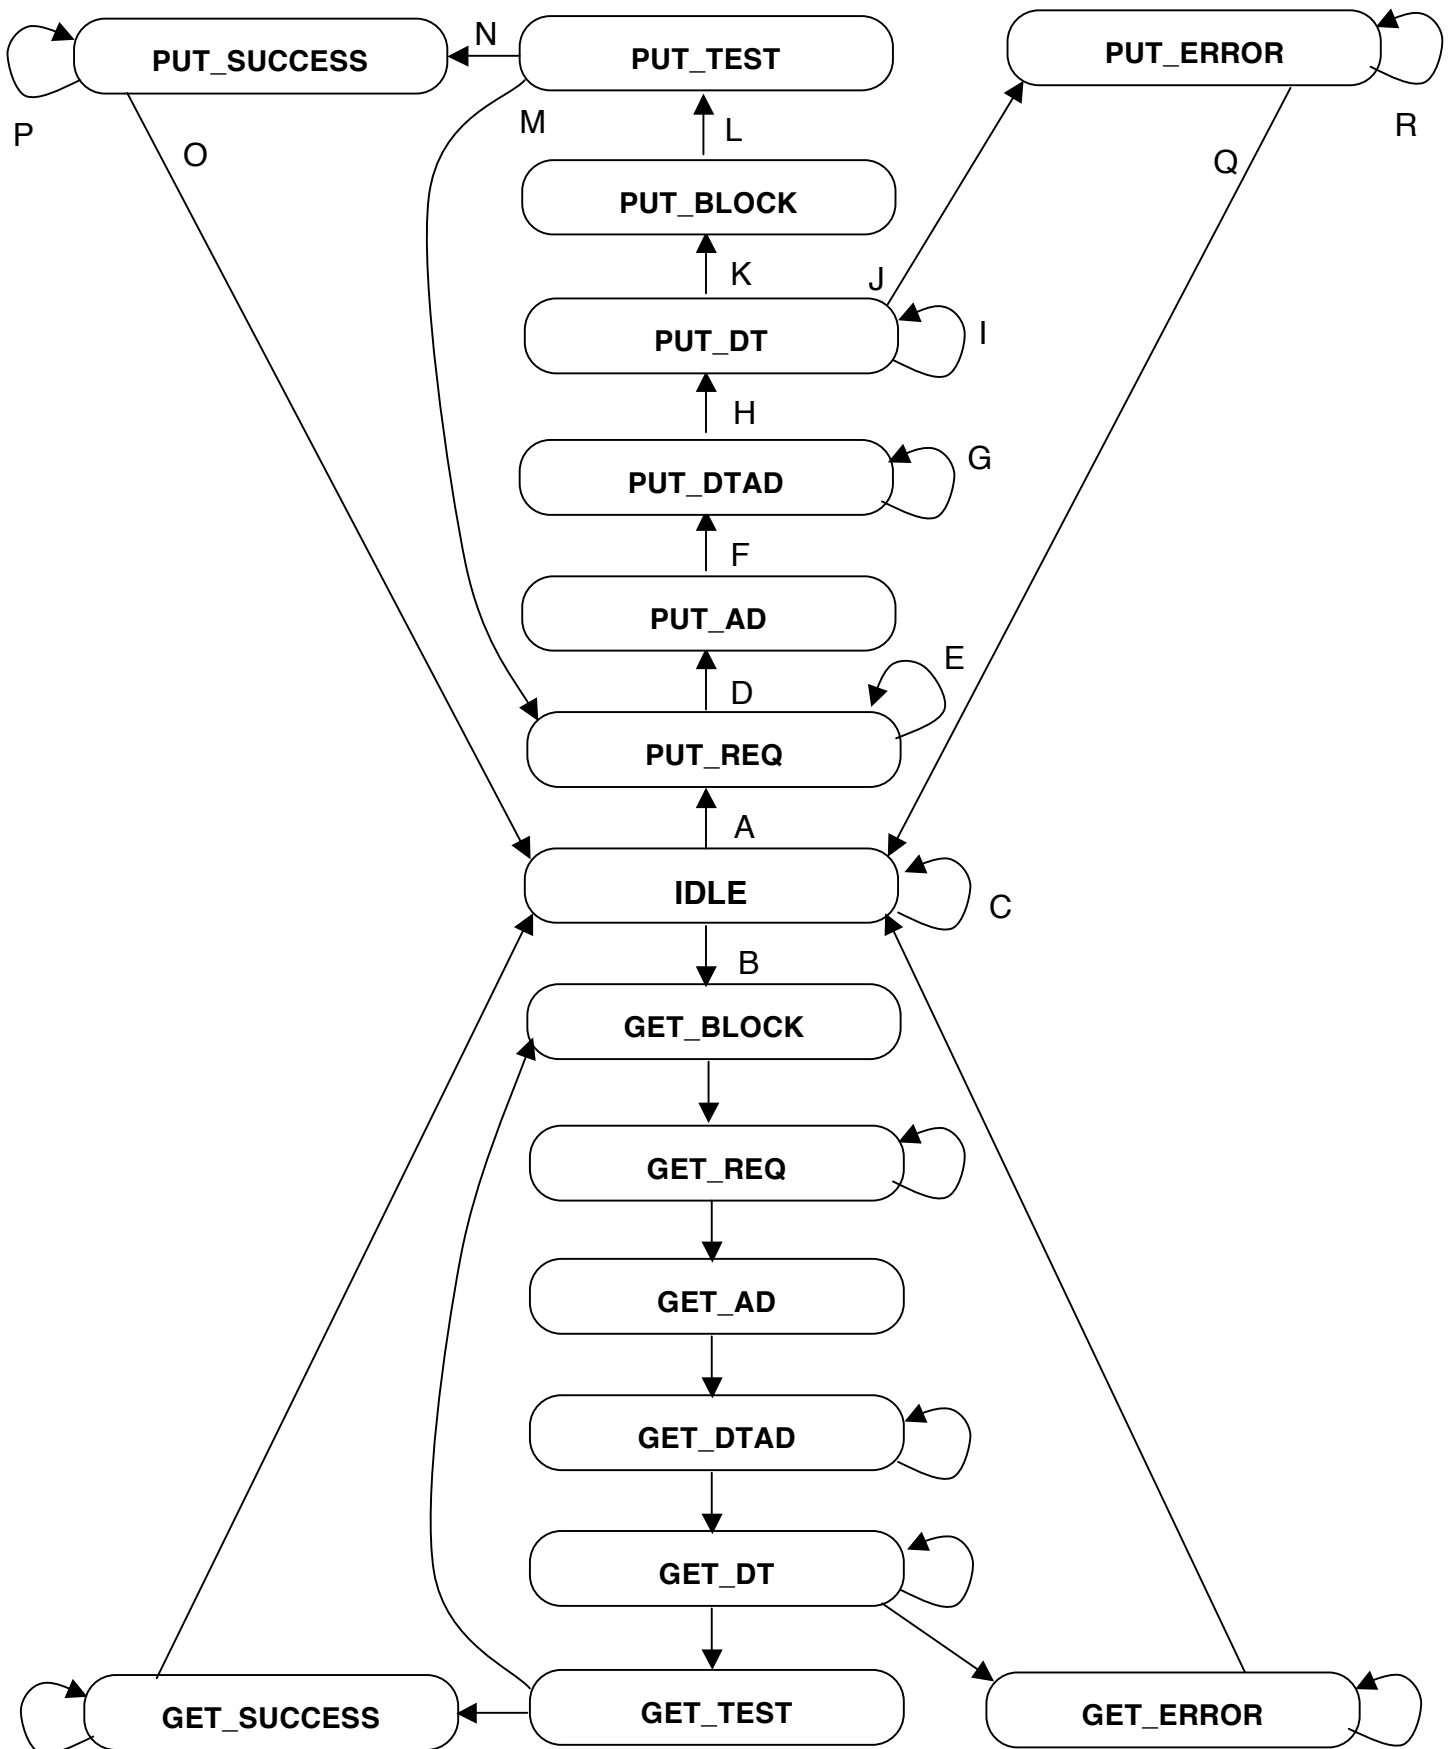 PUT_SUCCESS
N
PUT_TEST
PUT_ERROR
P
O
M
L
Q
R
PUT_BLOCK
K
J
PUT_DT
I
H
PUT_DTAD
G
F
PUT_AD
E
D
PUT_REQ
A
IDLE
C
B
GET_BLOCK
GET_REQ
GET_AD
GET_DTAD
GET_DT
GET_SUCCESS
GET_TEST
GET_ERROR